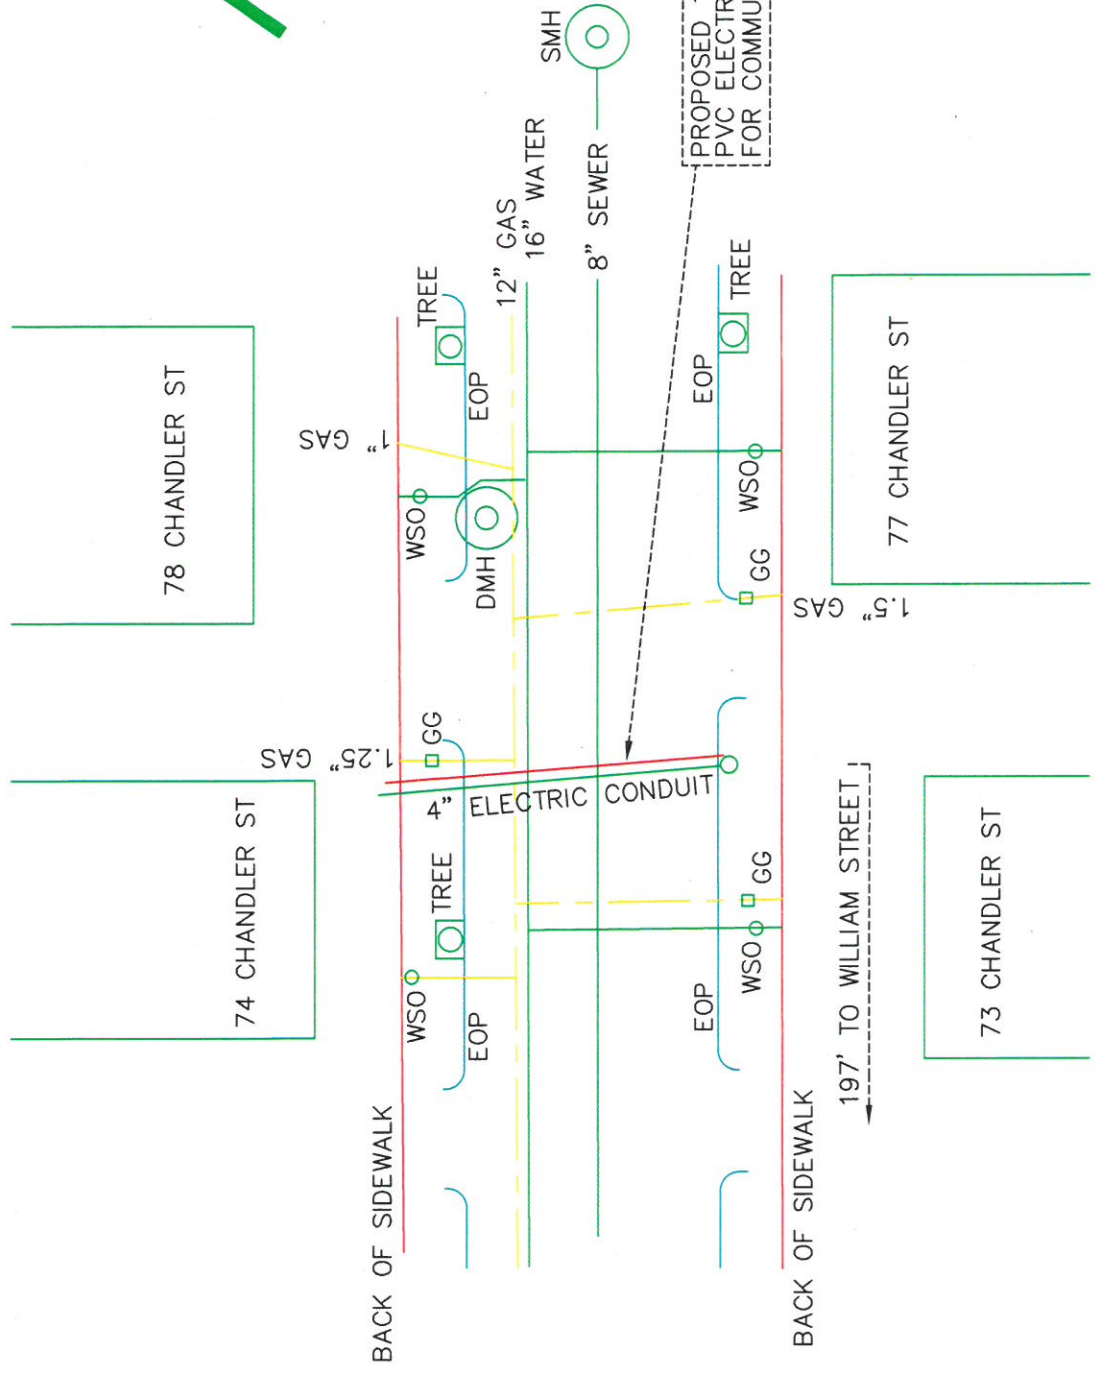 SMH
PROPOSED
PVC ELECTR
FOR COMMU
12" GAS
16" WATER
8" SEWER
TREE
EOP
TREE
EOP
78 CHANDLER ST
1" GAS
WSO
DMH
WSO
GG
1.5" GAS
77 CHANDLER ST
1.25" GAS
GG
4" ELECTRIC CONDUIT
74 CHANDLER ST
TREE
WSO
EOP
GG
WSO
EOP
197' TO WILLIAM STREET
73 CHANDLER ST
BACK OF SIDEWALK
BACK OF SIDEWALK